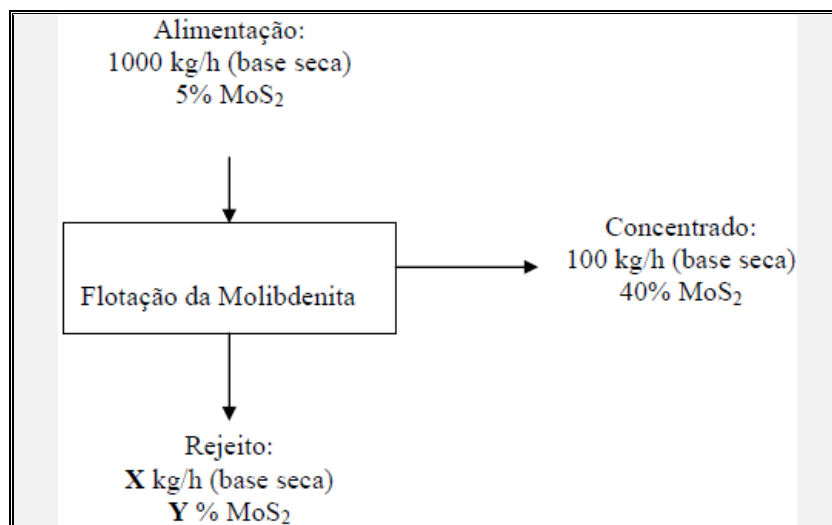 Alimentação:
1000 kg/h (base seca)
5% MoS₂
Concentrado:
100 kg/h (base seca)
40% MoS₂
Flotação da Molibdenita
Rejeito:
X kg/h (base seca)
Y % MoS₂